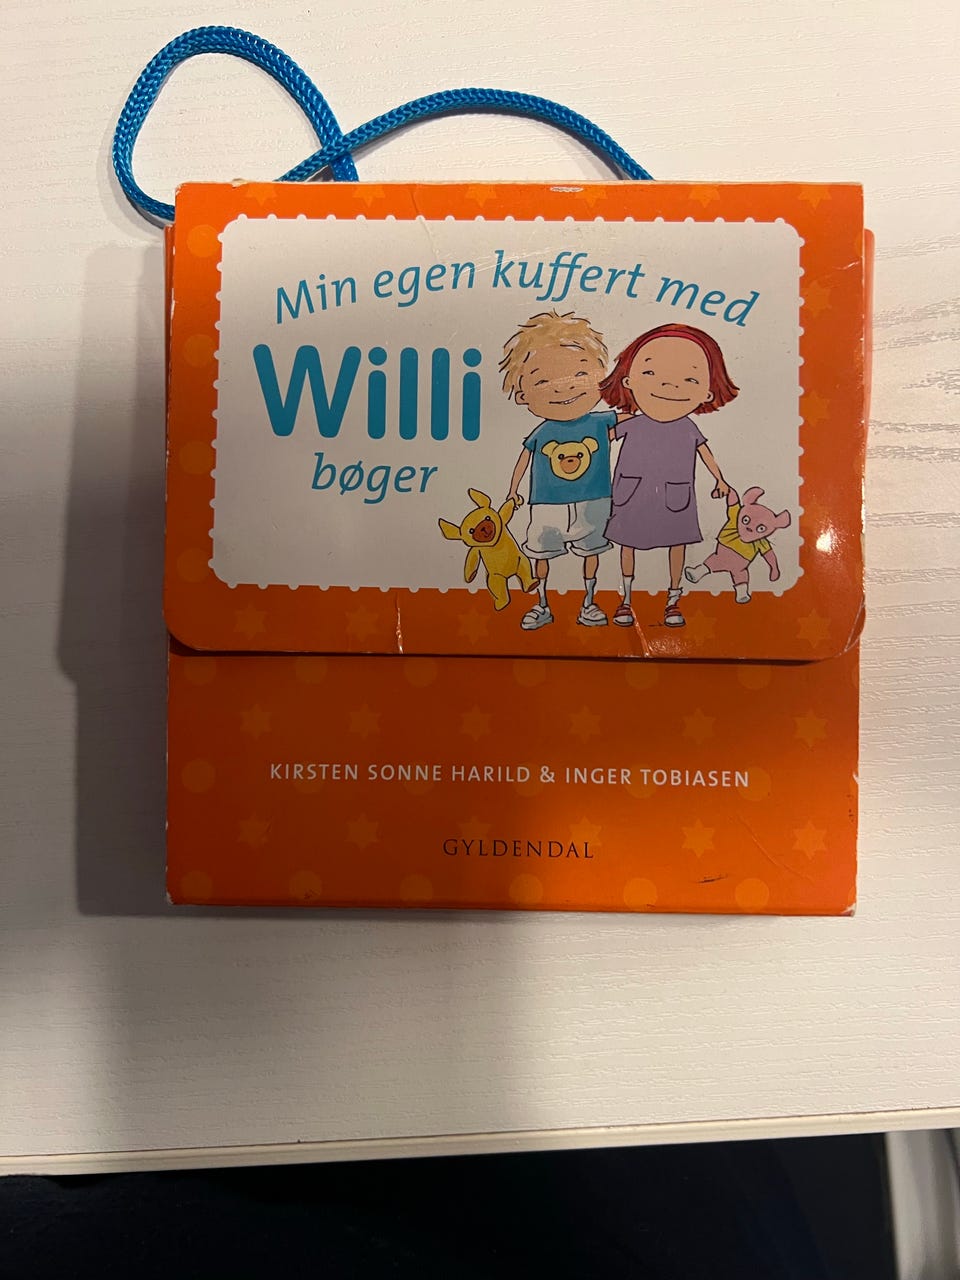 Min egen kuffert med
Willi
bøger
KIRSTEN SONNE HARILD & INGER TOBIASEN
GYLDENDAL